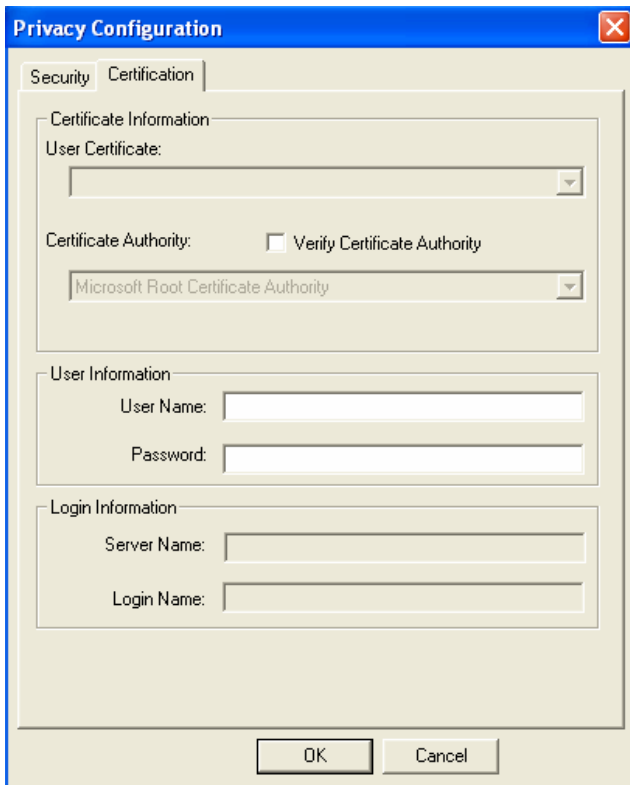 Privacy Configuration
Security Certification
Certificate Information
User Certificate:
Certificate Authority: Verify Certificate Authority
Microsoft Root Certificate Authority
User Information
User Name:
Password:
Login Information
Server Name:
Login Name:
OK Cancel